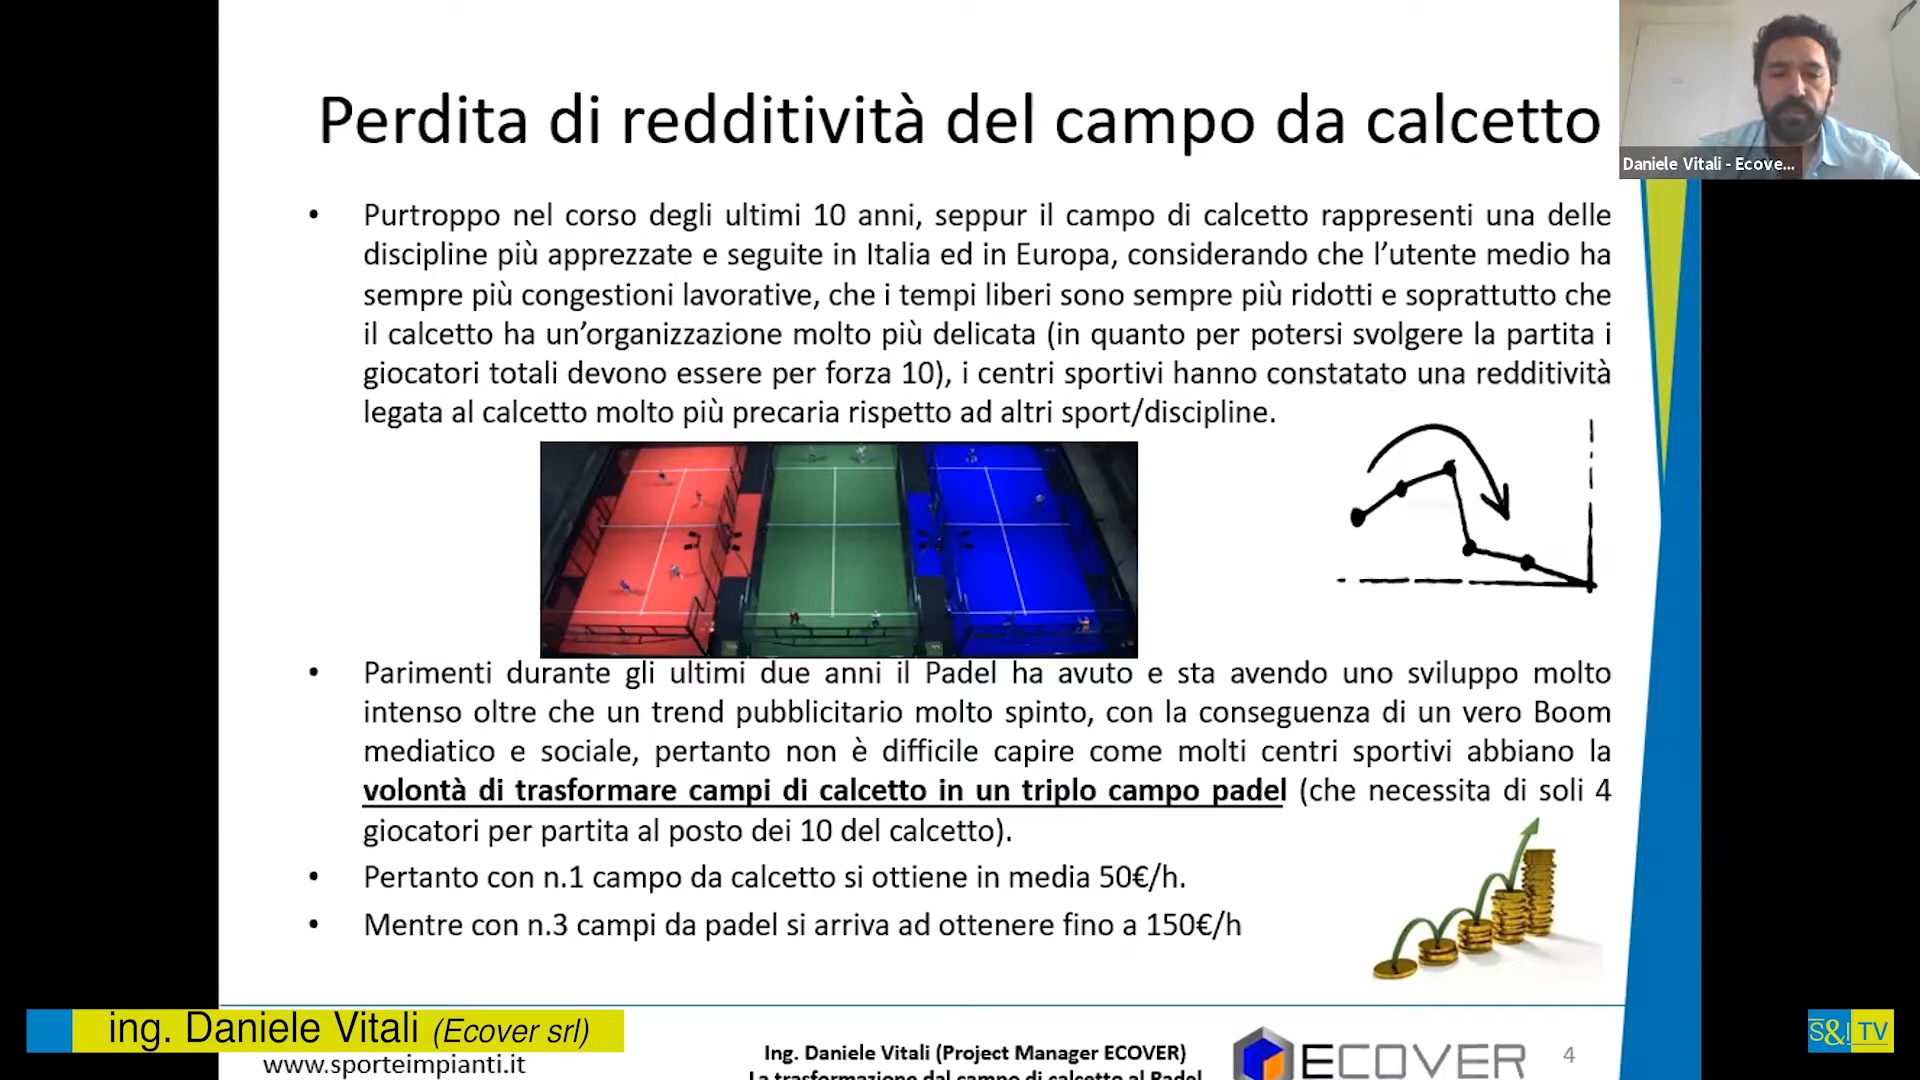 Perdita di redditività del campo da calcetto
Daniele Vitali - Ecove...
• Purtroppo nel corso degli ultimi 10 anni, seppur il campo di calcetto rappresenti una delle
discipline più apprezzate e seguite in Italia ed in Europa, considerando che l’utente medio ha
sempre più congestioni lavorative, che i tempi liberi sono sempre più ridotti e soprattutto che
il calcetto ha un’organizzazione molto più delicata (in quanto per potersi svolgere la partita i
giocatori totali devono essere per forza 10), i centri sportivi hanno constatato una redditività
legata al calcetto molto più precaria rispetto ad altri sport/discipline.
• Parimenti durante gli ultimi due anni il Padel ha avuto e sta avendo uno sviluppo molto
intenso oltre che un trend pubblicitario molto spinto, con la conseguenza di un vero Boom
mediatico e sociale, pertanto non è difficile capire come molti centri sportivi abbiano la
volontà di trasformare campi di calcetto in un triplo campo padel (che necessita di soli 4
giocatori per partita al posto dei 10 del calcetto).
• Pertanto con n.1 campo da calcetto si ottiene in media 50€/h.
• Mentre con n.3 campi da padel si arriva ad ottenere fino a 150€/h
ing. Daniele Vitali (Ecover srl)
www.sporteimpianti.it
Ing. Daniele Vitali (Project Manager ECOVER)
La trasformazione dal campo di calcetto al Padel
ECOVER
4
S&I TV